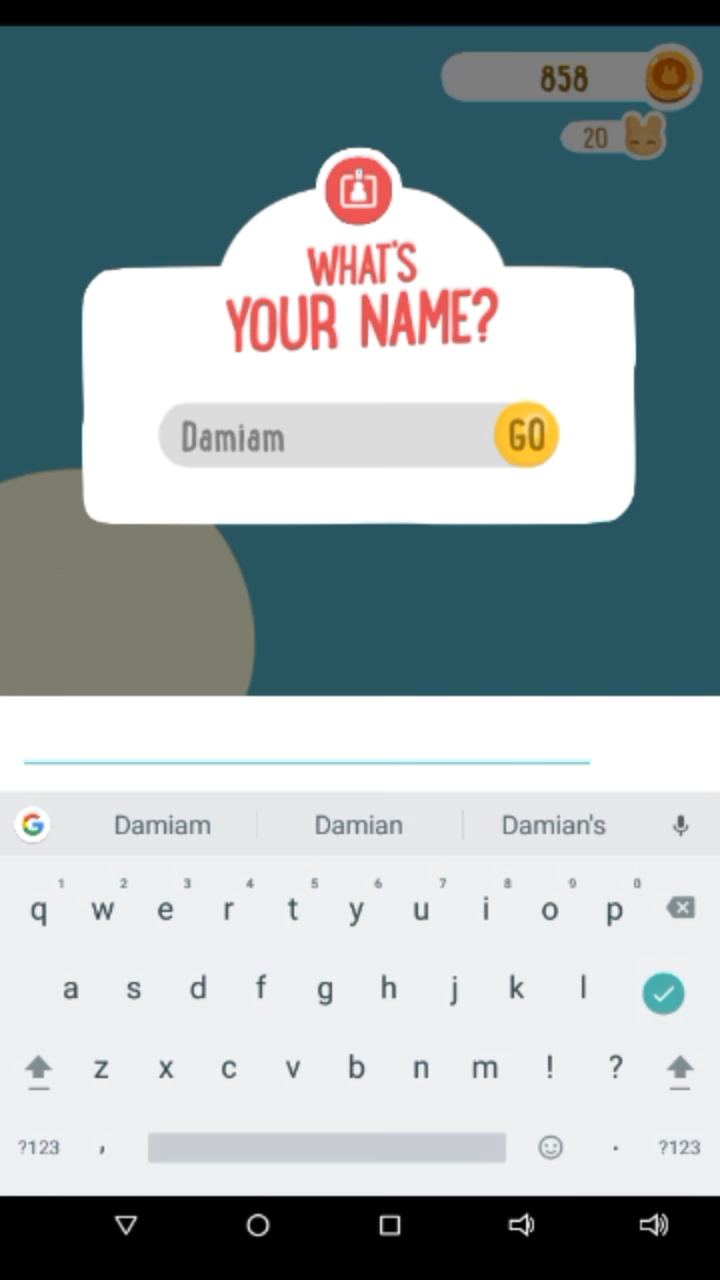 858
20
WHAT'S
YOUR NAME?
Damiam GO
Damiam Damian Damian's
1 2 3 4 5 6 7 8 9 0
q w e r t y u i o p
a s d f g h j k l
z x c v b n m ! ?
?123 , . ?123